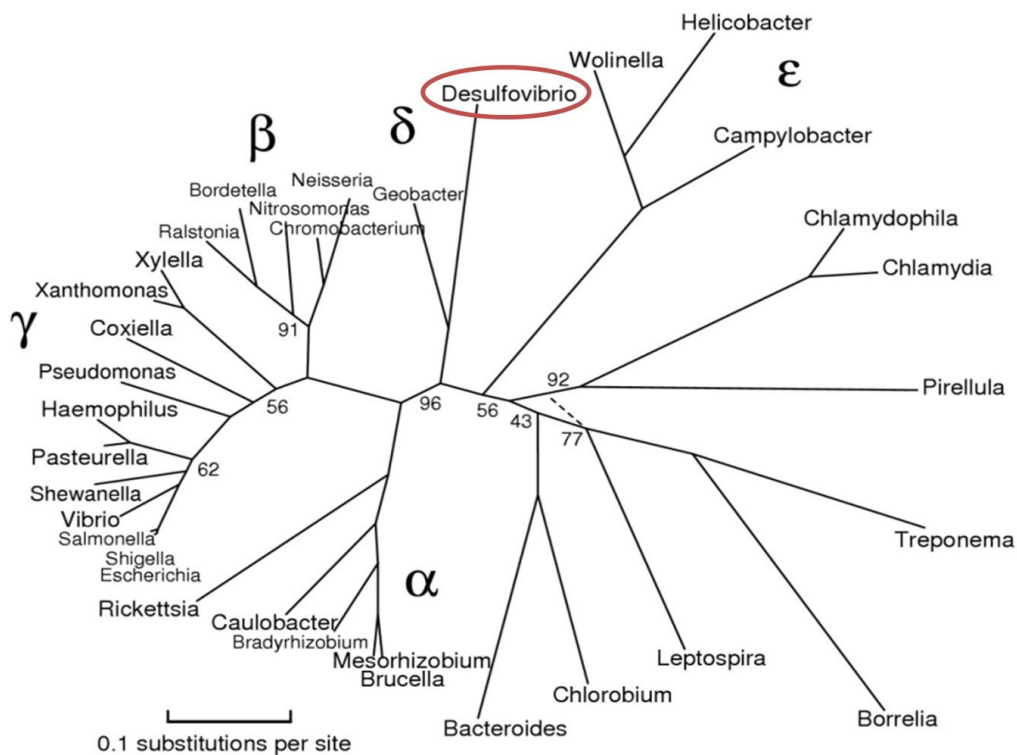 Helicobacter
Wolinella
ε
Desulfovibrio
δ
β
Campylobacter
Neisseria
Bordetella
Geobacter
Nitrosomonas
Chromobacterium
Ralstonia
Chlamydophila
Xylella
Chlamydia
Xanthomonas
γ
Coxiella
91
Pseudomonas
92
Pirellula
Haemophilus
56
96
56
43
77
Pasteurella
62
Shewanella
Vibrio
Salmonella
Treponema
Shigella
Escherichia
α
Rickettsia
Caulobacter
Bradyrhizobium
Mesorhizobium
Leptospira
Brucella
Chlorobium
Borrelia
Bacteroides
0.1 substitutions per site